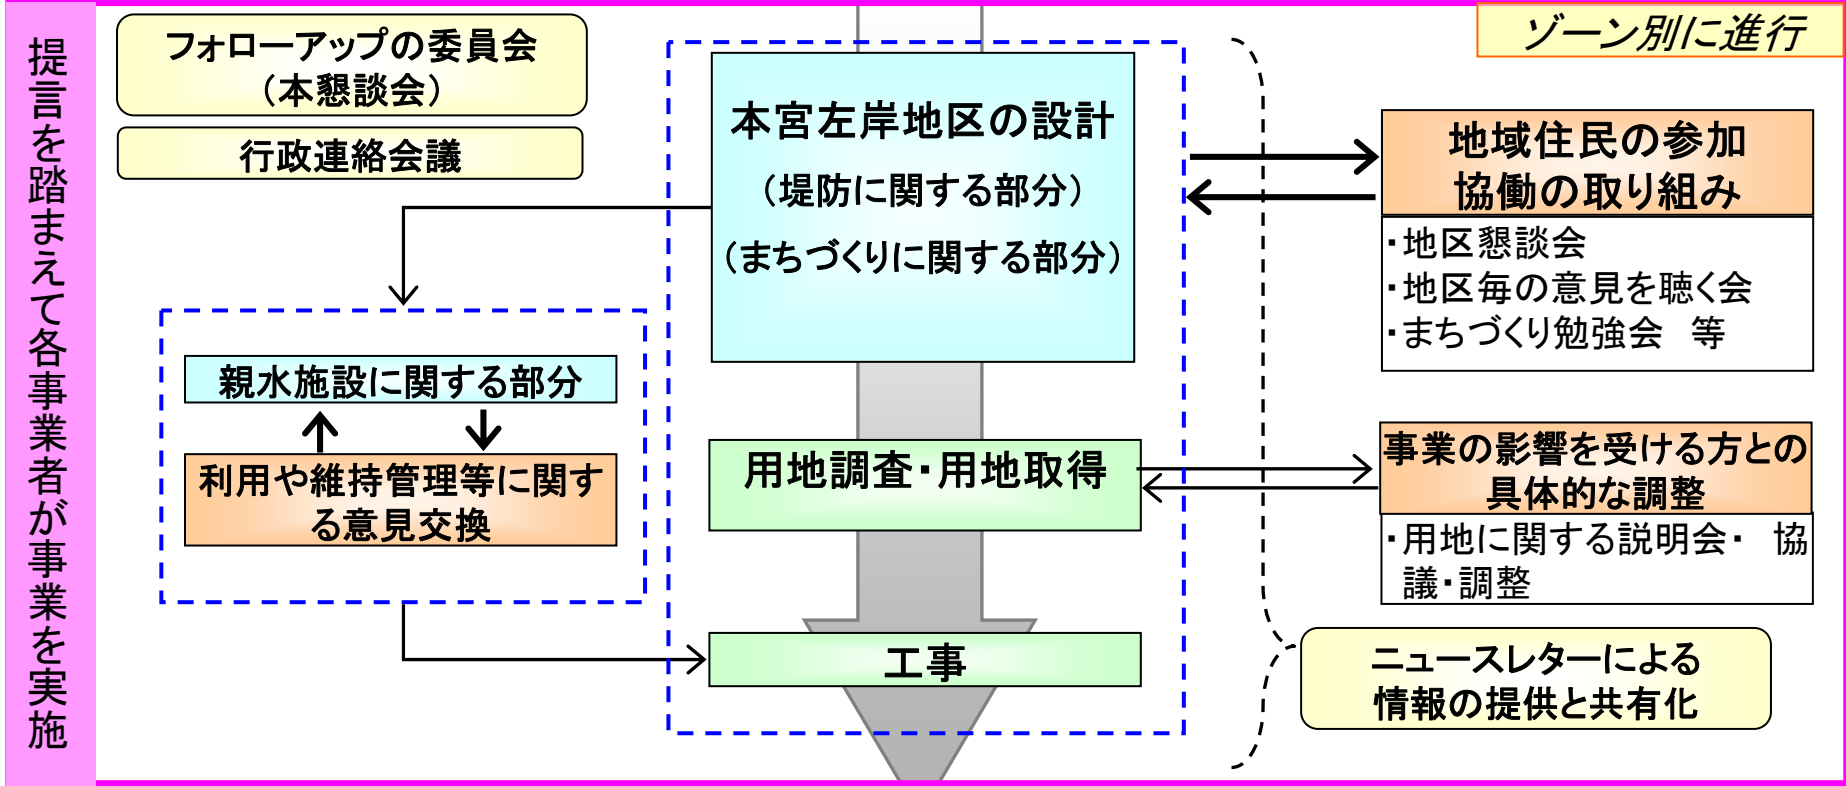 提言を踏まえて各事業者が事業を実施
フォローアップの委員会
（本懇談会）
行政連絡会議
ゾーン別に進行
本宮左岸地区の設計
（堤防に関する部分）
（まちづくりに関する部分）
地域住民の参加
協働の取り組み
・地区懇談会
・地区毎の意見を聴く会
・まちづくり勉強会　等
親水施設に関する部分
利用や維持管理等に関す
る意見交換
用地調査・用地取得
事業の影響を受ける方との
具体的な調整
・用地に関する説明会・　協
議・調整
工事
ニュースレターによる
情報の提供と共有化